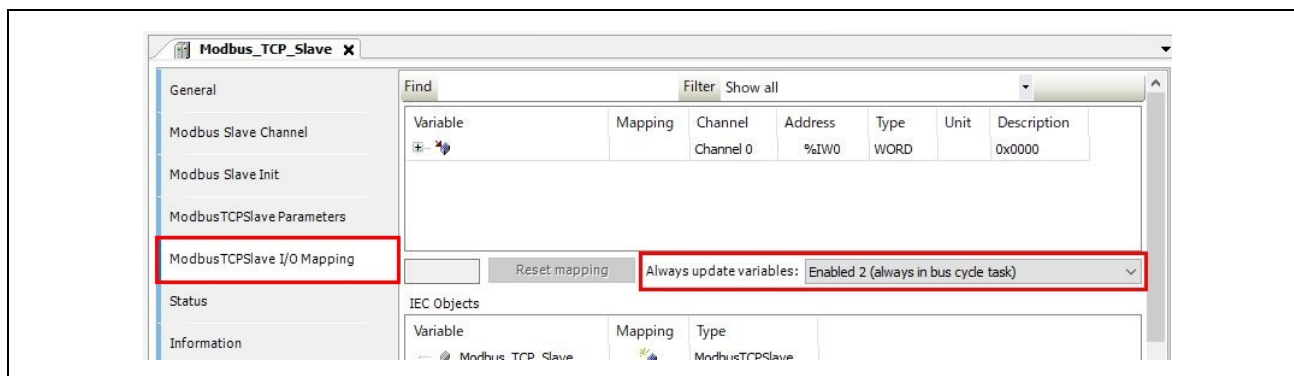 Modbus_TCP_Slave X
General
Modbus Slave Channel
Modbus Slave Init
ModbusTCPSlave Parameters
ModbusTCPSlave I/O Mapping
Status
Information
Find Filter Show all
Variable Mapping Channel Address Type Unit Description
Channel 0 %IW0 WORD 0x0000
Reset mapping Always update variables: Enabled 2 (always in bus cycle task)
IEC Objects
Variable Mapping Type
Modbus_TCP_Slave ModbusTCPSlave